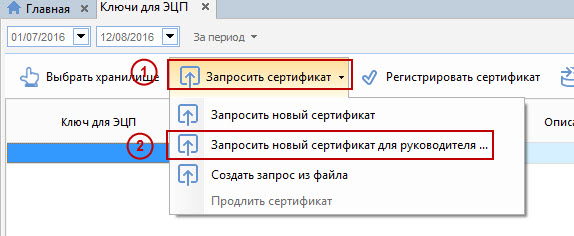 Главная Ключи для ЭЦП
01/07/2016 12/08/2016 За период
1
Выбрать хранилище Запросить сертификат Регистрировать сертификат
Ключ для ЭЦП Запросить новый сертификат Описа
2 Запросить новый сертификат для руководителя ...
Создать запрос из файла
Продлить сертификат